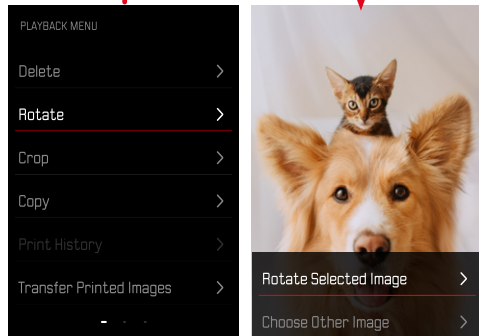 PLAYBACK MENU
Delete
Rotate
Crop
Copy
Print History
Transfer Printed Images
Rotate Selected Image
Choose Other Image